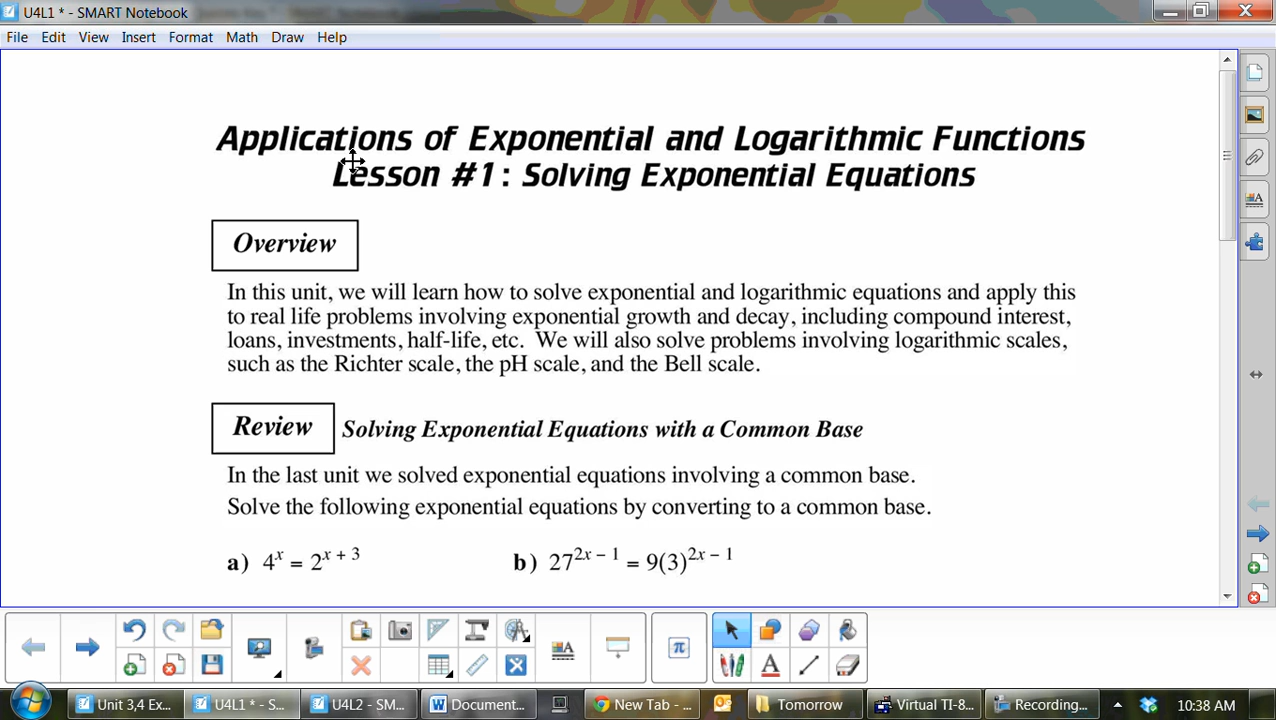 U4L1 * - SMART Notebook
File Edit View Insert Format Math Draw Help
Applications of Exponential and Logarithmic Functions
Lesson #1: Solving Exponential Equations
Overview
In this unit, we will learn how to solve exponential and logarithmic equations and apply this
to real life problems involving exponential growth and decay, including compound interest,
loans, investments, half-life, etc. We will also solve problems involving logarithmic scales,
such as the Richter scale, the pH scale, and the Bell scale.
Review Solving Exponential Equations with a Common Base
In the last unit we solved exponential equations involving a common base.
Solve the following exponential equations by converting to a common base.
a) 4^x = 2^(x + 3) b) 27^(2x − 1) = 9(3)^(2x − 1)
π A
Unit 3,4 Ex... U4L1 * - S... U4L2 - SM... Document... New Tab - ... Tomorrow Virtual TI-8... Recording... 10:38 AM